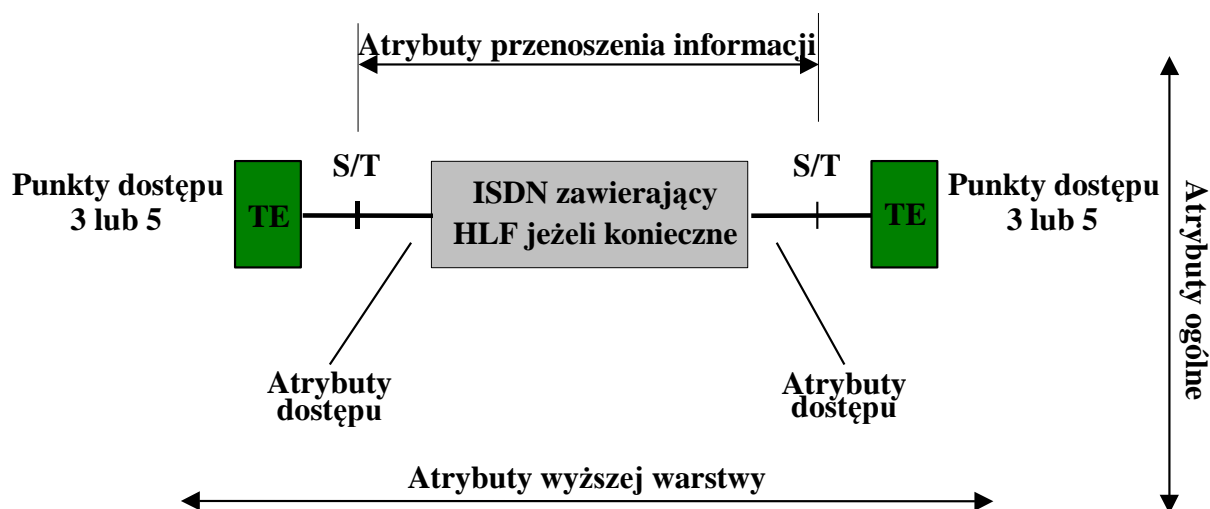 Atrybuty przenoszenia informacji
S/T
S/T
Punkty dostępu
3 lub 5
TE
ISDN zawierający
HLF jeżeli konieczne
TE
Punkty dostępu
3 lub 5
Atrybuty ogólne
Atrybuty
dostępu
Atrybuty
dostępu
Atrybuty wyższej warstwy